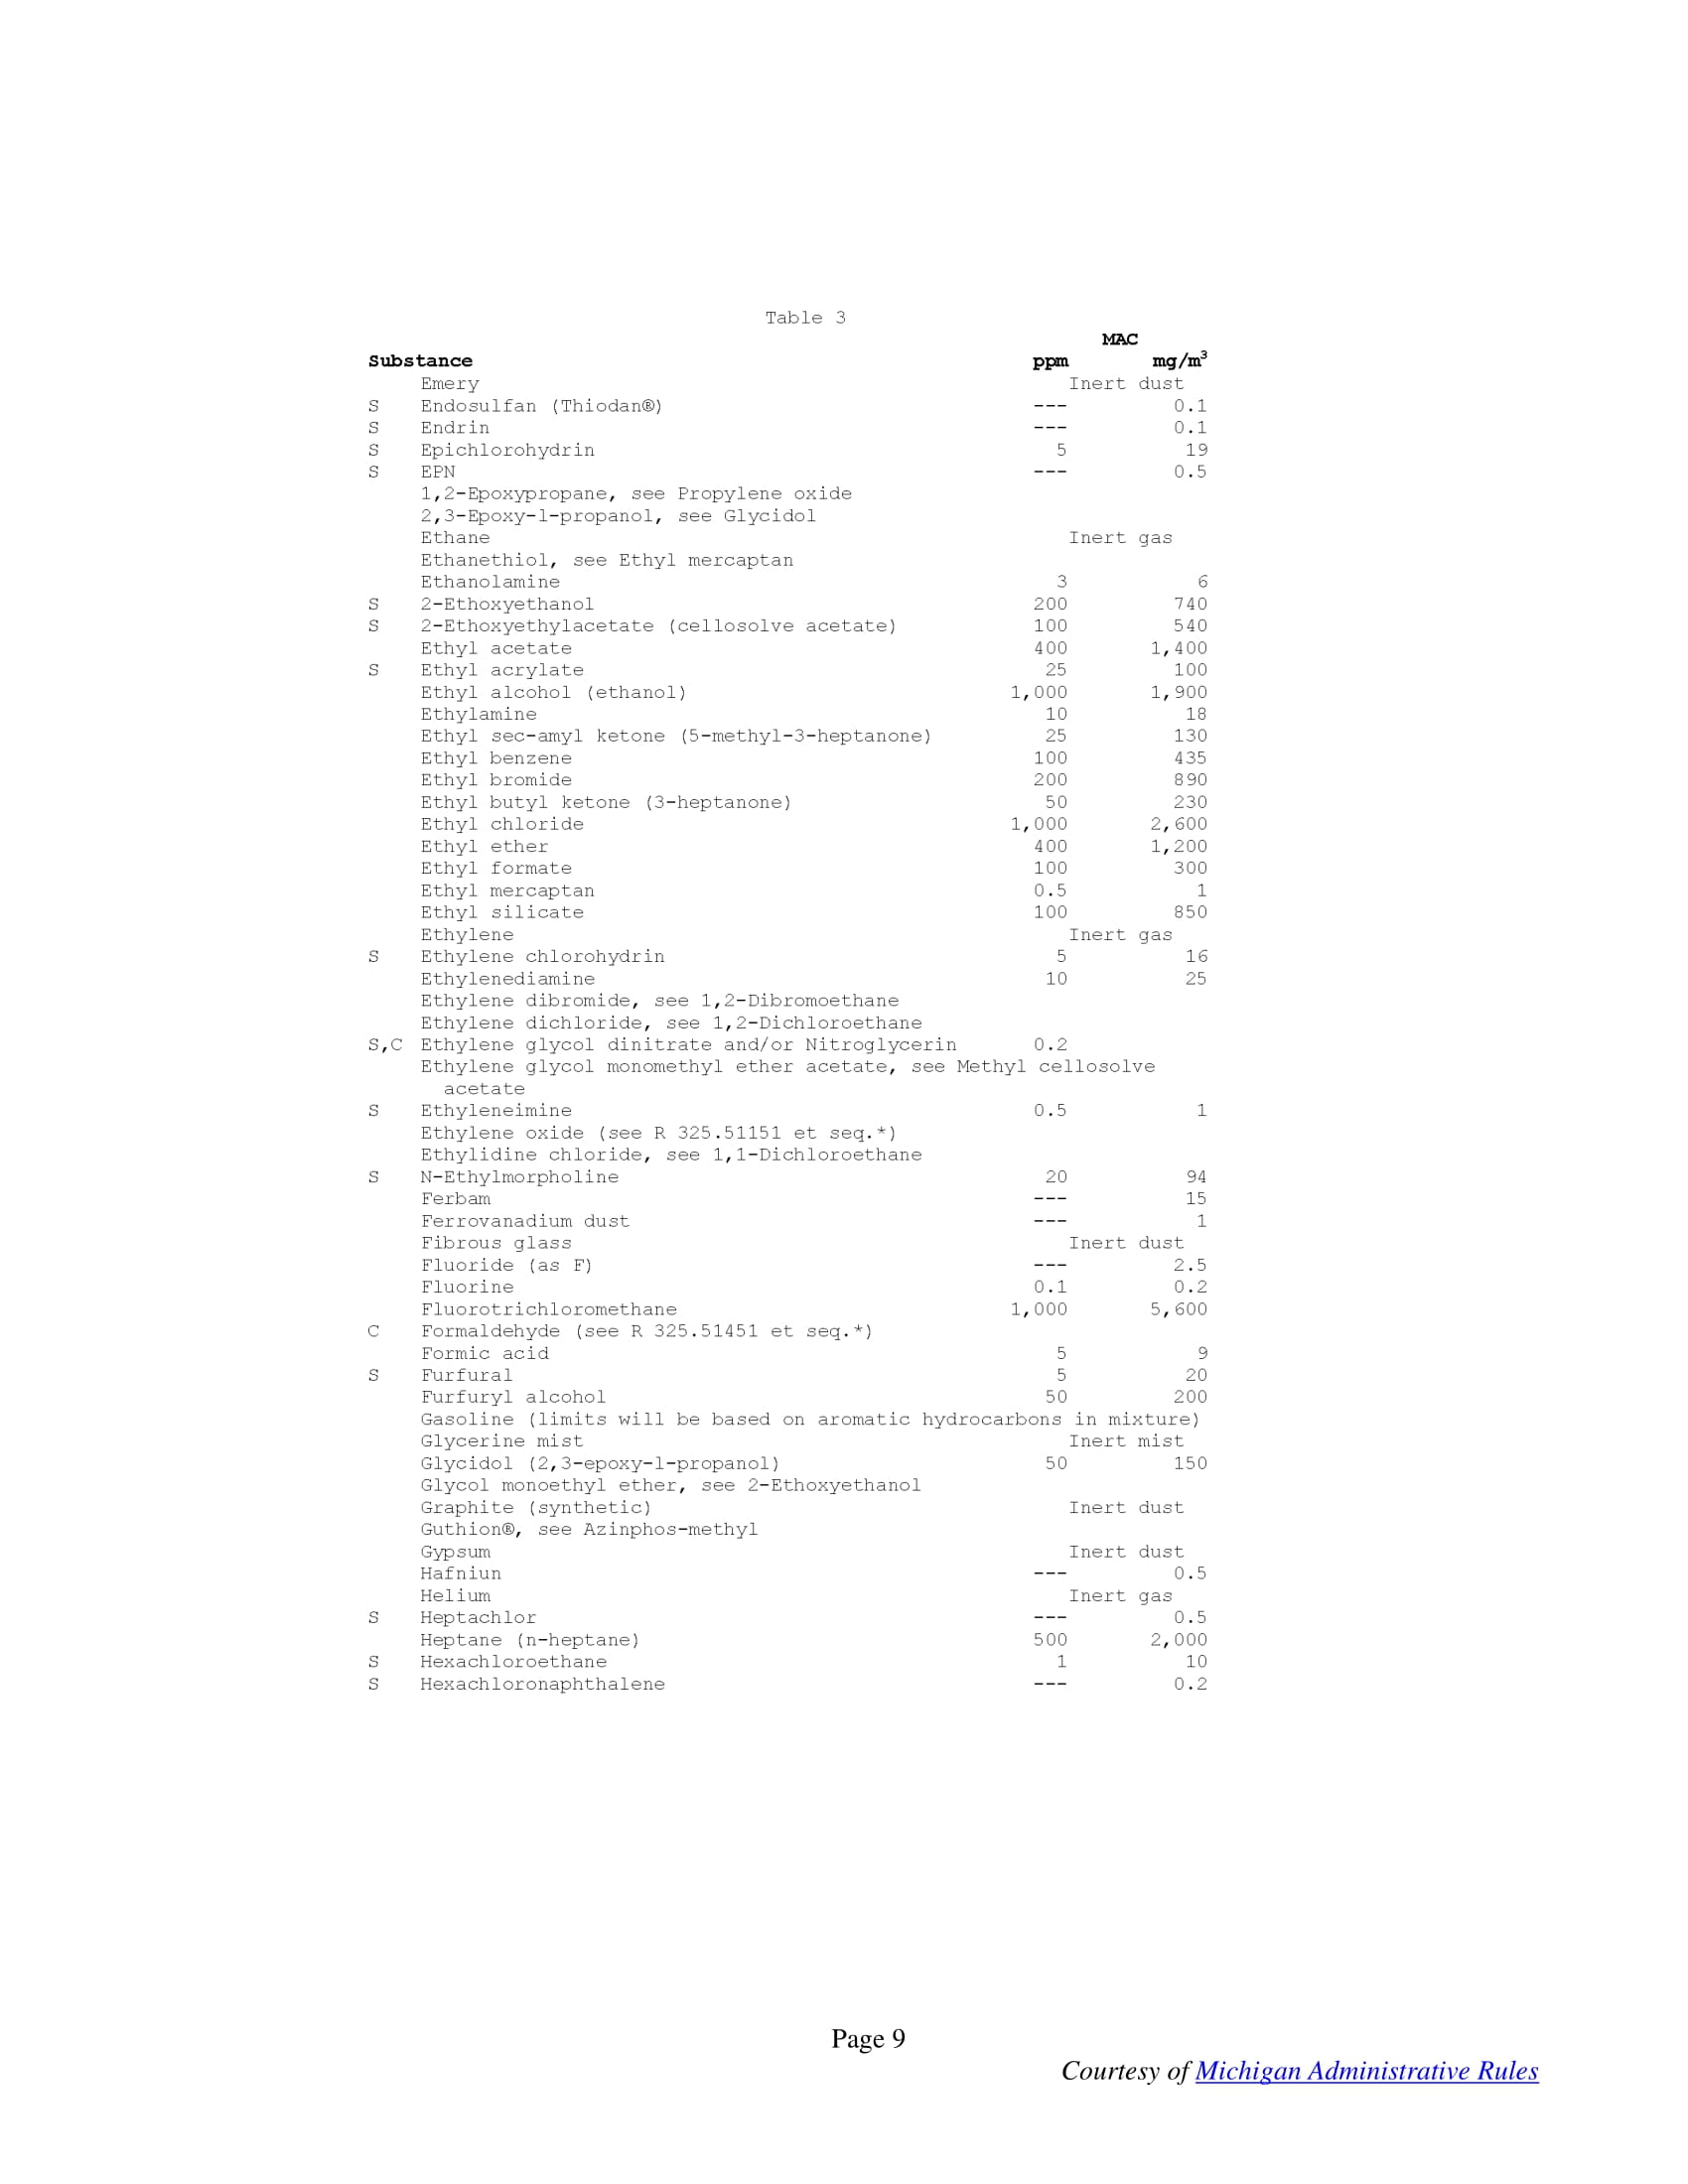 Table 3
MAC
Substance ppm mg/m³
Emery Inert dust
S Endosulfan (Thiodan®) --- 0.1
S Endrin --- 0.1
S Epichlorohydrin 5 19
S EPN --- 0.5
1,2-Epoxypropane, see Propylene oxide
2,3-Epoxy-l-propanol, see Glycidol
Ethane Inert gas
Ethanethiol, see Ethyl mercaptan
Ethanolamine 3 6
S 2-Ethoxyethanol 200 740
S 2-Ethoxyethylacetate (cellosolve acetate) 100 540
Ethyl acetate 400 1,400
S Ethyl acrylate 25 100
Ethyl alcohol (ethanol) 1,000 1,900
Ethylamine 10 18
Ethyl sec-amyl ketone (5-methyl-3-heptanone) 25 130
Ethyl benzene 100 435
Ethyl bromide 200 890
Ethyl butyl ketone (3-heptanone) 50 230
Ethyl chloride 1,000 2,600
Ethyl ether 400 1,200
Ethyl formate 100 300
Ethyl mercaptan 0.5 1
Ethyl silicate 100 850
Ethylene Inert gas
S Ethylene chlorohydrin 5 16
Ethylenediamine 10 25
Ethylene dibromide, see 1,2-Dibromoethane
Ethylene dichloride, see 1,2-Dichloroethane
S,C Ethylene glycol dinitrate and/or Nitroglycerin 0.2
Ethylene glycol monomethyl ether acetate, see Methyl cellosolve
acetate
S Ethyleneimine 0.5 1
Ethylene oxide (see R 325.51151 et seq.*)
Ethylidine chloride, see 1,1-Dichloroethane
S N-Ethylmorpholine 20 94
Ferbam --- 15
Ferrovanadium dust --- 1
Fibrous glass Inert dust
Fluoride (as F) --- 2.5
Fluorine 0.1 0.2
Fluorotrichloromethane 1,000 5,600
C Formaldehyde (see R 325.51451 et seq.*)
Formic acid 5 9
S Furfural 5 20
Furfuryl alcohol 50 200
Gasoline (limits will be based on aromatic hydrocarbons in mixture)
Glycerine mist Inert mist
Glycidol (2,3-epoxy-l-propanol) 50 150
Glycol monoethyl ether, see 2-Ethoxyethanol
Graphite (synthetic) Inert dust
Guthion®, see Azinphos-methyl
Gypsum Inert dust
Hafniun --- 0.5
Helium Inert gas
S Heptachlor --- 0.5
Heptane (n-heptane) 500 2,000
S Hexachloroethane 1 10
S Hexachloronaphthalene --- 0.2
Page 9
Courtesy of Michigan Administrative Rules